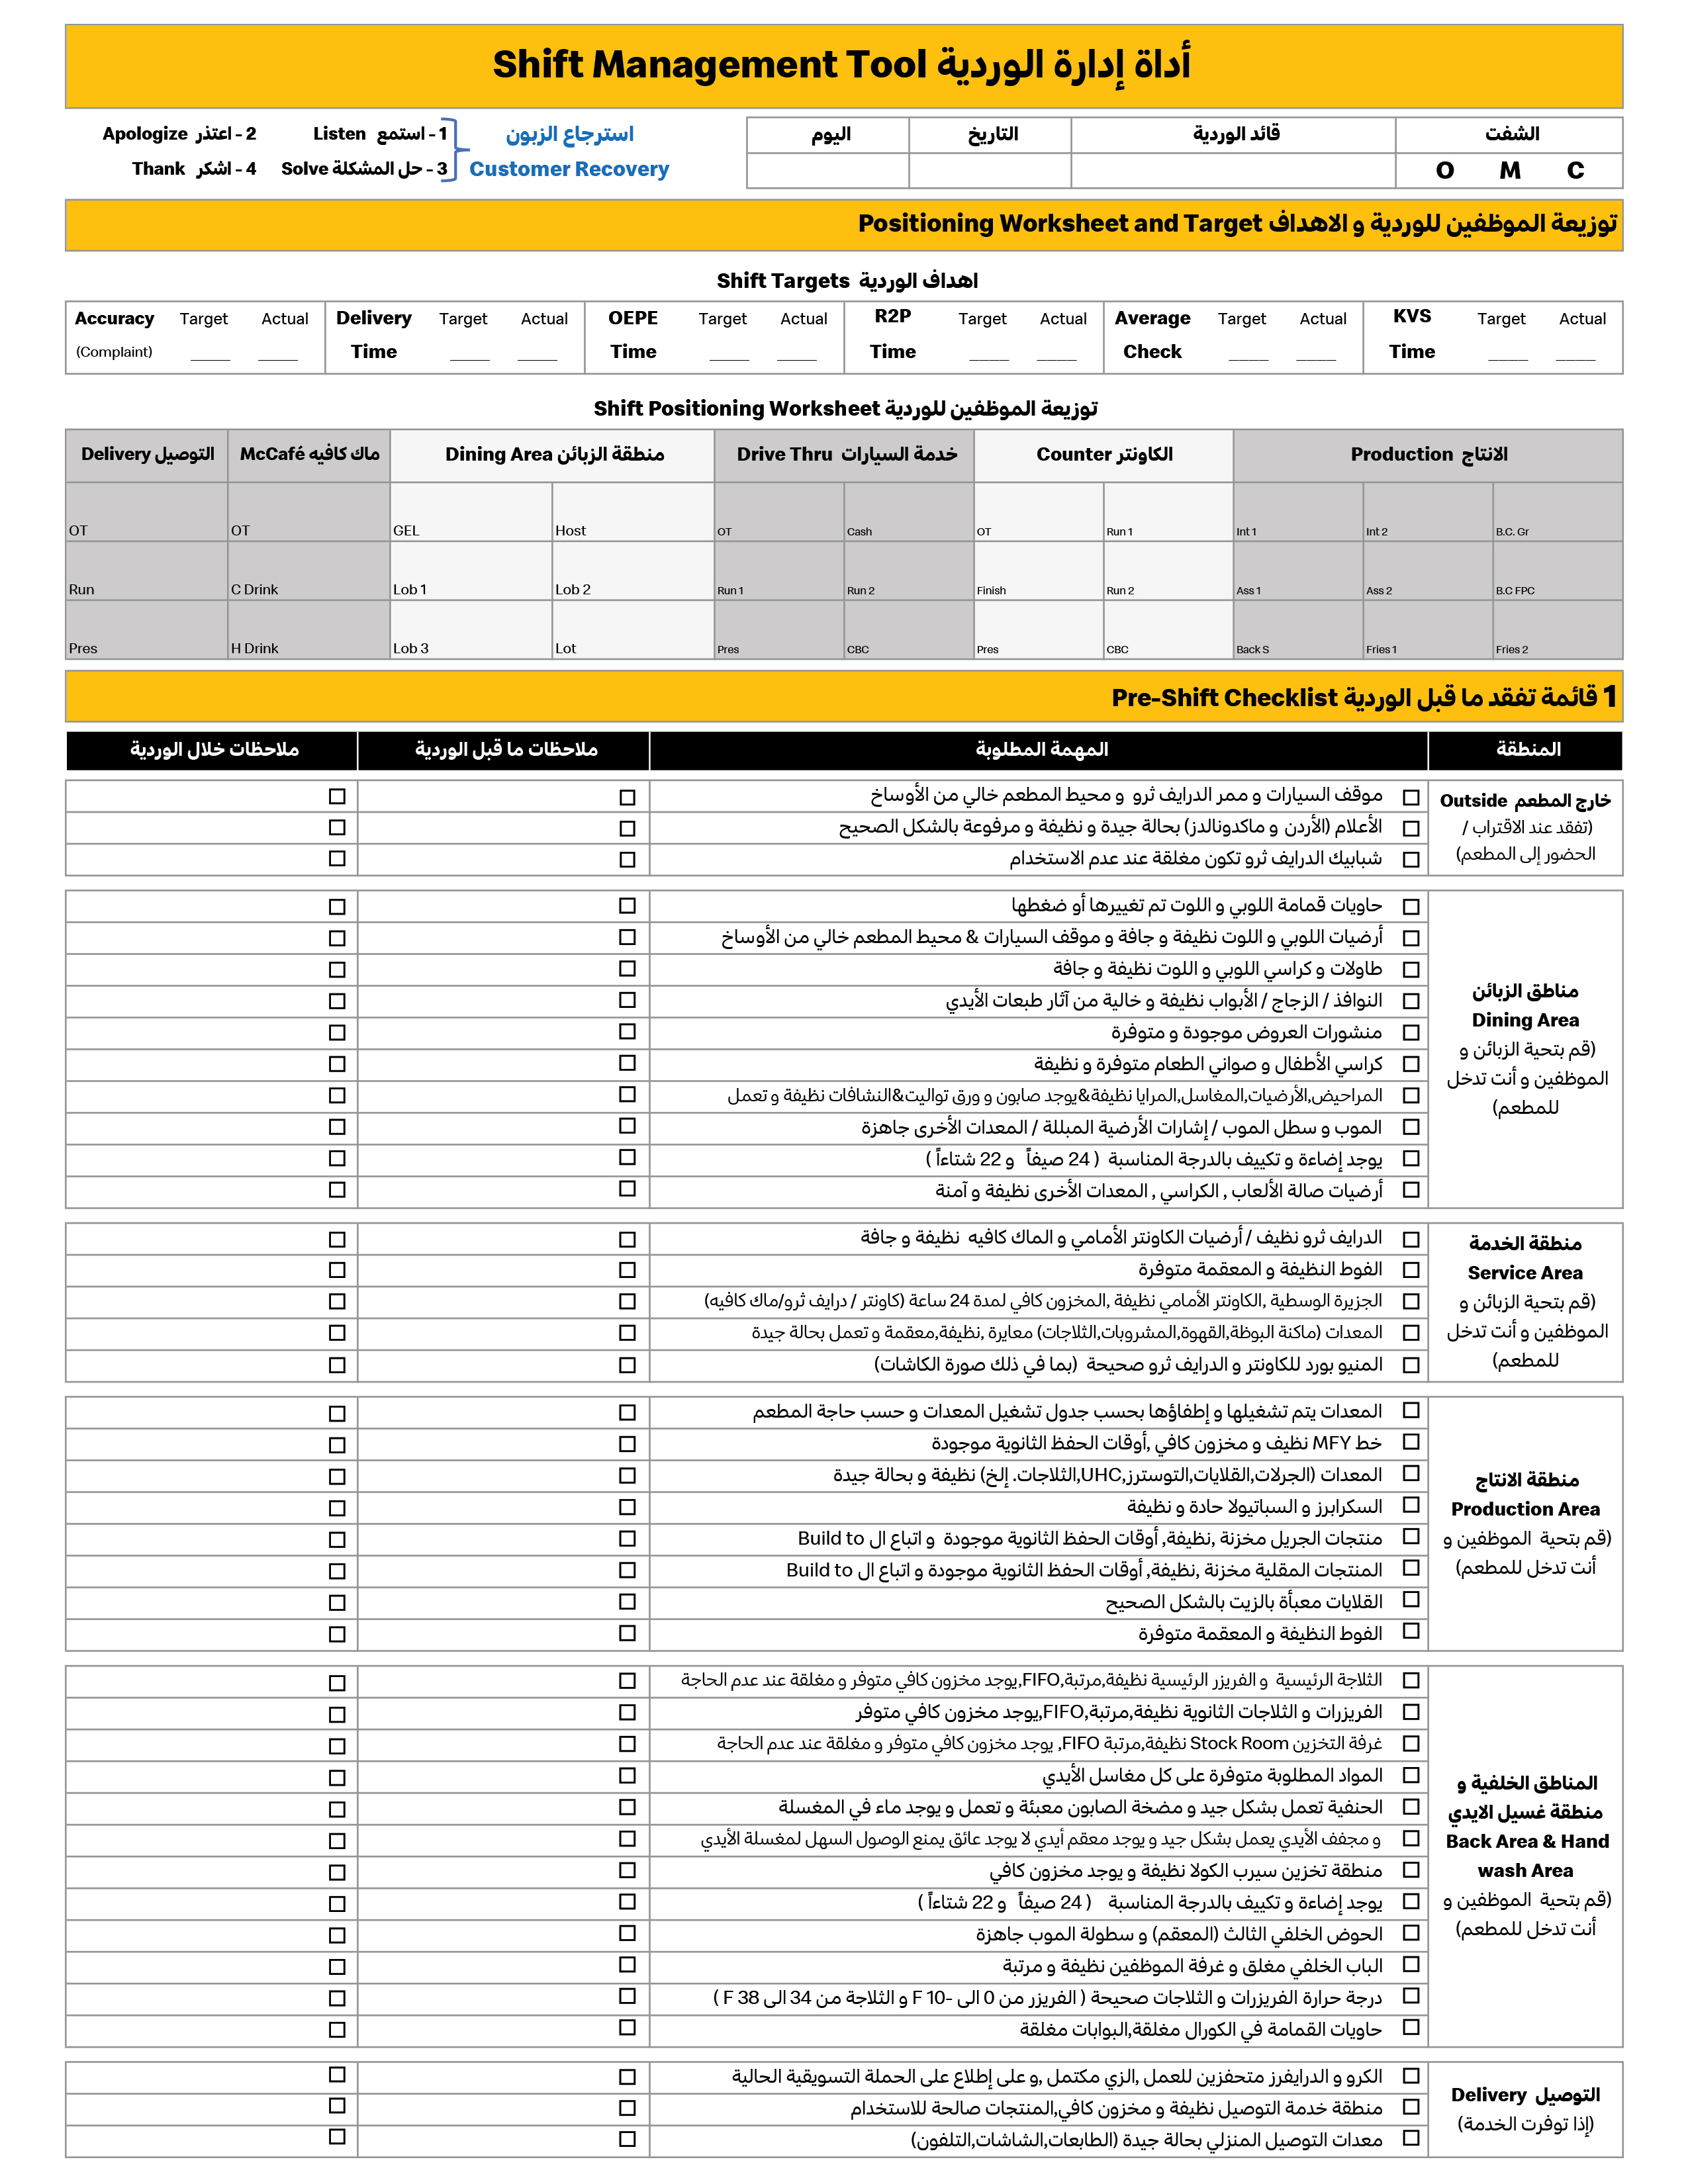 أداة إدارة الوردية Shift Management Tool
الشفت
قائد الوردية
التاريخ
اليوم
O M C
استرجاع الزبون
Customer Recovery
1 - استمع Listen
2 - اعتذر Apologize
3 - حل المشكلة Solve
4 - اشكر Thank
توزيعة الموظفين للوردية و الاهداف Positioning Worksheet and Target
اهداف الوردية Shift Targets
Accuracy Target Actual
(Complaint) ____ ____
Delivery Target Actual
Time ____ ____
OEPE Target Actual
Time ____ ____
R2P Target Actual
Time ____ ____
Average Target Actual
Check ____ ____
KVS Target Actual
Time ____ ____
توزيعة الموظفين للوردية Shift Positioning Worksheet
التوصيل Delivery
ماك كافيه McCafé
منطقة الزبائن Dining Area
خدمة السيارات Drive Thru
الكاونتر Counter
الانتاج Production
OT OT GEL Host OT Cash OT Run 1 Int 1 Int 2 B.C. Gr
Run C Drink Lob 1 Lob 2 Run 1 Run 2 Finish Run 2 Ass 1 Ass 2 B.C FPC
Pres H Drink Lob 3 Lot Pres CBC Pres CBC Back S Fries 1 Fries 2
1 قائمة تفقد ما قبل الوردية Pre-Shift Checklist
المنطقة
المهمة المطلوبة
ملاحظات ما قبل الوردية
ملاحظات خلال الوردية
خارج المطعم Outside
(تفقد عند الاقتراب /
الحضور إلى المطعم)
موقف السيارات و ممر الدرايف ثرو و محيط المطعم خالي من الأوساخ
الأعلام (الأردن و ماكدونالدز) بحالة جيدة و نظيفة و مرفوعة بالشكل الصحيح
شبابيك الدرايف ثرو تكون مغلقة عند عدم الاستخدام
مناطق الزبائن
Dining Area
(قم بتحية الزبائن و
الموظفين و أنت تدخل
للمطعم)
حاويات قمامة اللوبي و اللوت تم تغييرها أو ضغطها
أرضيات اللوبي و اللوت نظيفة و جافة و موقف السيارات & محيط المطعم خالي من الأوساخ
طاولات و كراسي اللوبي و اللوت نظيفة و جافة
النوافذ / الزجاج / الأبواب نظيفة و خالية من آثار طبعات الأيدي
منشورات العروض موجودة و متوفرة
كراسي الأطفال و صواني الطعام متوفرة و نظيفة
المراحيض,الأرضيات,المغاسل,المرايا نظيفة&يوجد صابون و ورق تواليت&النشافات نظيفة و تعمل
الموب و سطل الموب / إشارات الأرضية المبللة / المعدات الأخرى جاهزة
يوجد إضاءة و تكييف بالدرجة المناسبة ( 24 صيفاً و 22 شتاءاً )
أرضيات صالة الألعاب , الكراسي , المعدات الأخرى نظيفة و آمنة
منطقة الخدمة
Service Area
(قم بتحية الزبائن و
الموظفين و أنت تدخل
للمطعم)
الدرايف ثرو نظيف / أرضيات الكاونتر الأمامي و الماك كافيه نظيفة و جافة
الفوط النظيفة و المعقمة متوفرة
الجزيرة الوسطية ,الكاونتر الأمامي نظيفة ,المخزون كافي لمدة 24 ساعة (كاونتر / درايف ثرو/ماك كافيه)
المعدات (ماكنة البوظة,القهوة,المشروبات,الثلاجات) معايرة ,نظيفة,معقمة و تعمل بحالة جيدة
المنيو بورد للكاونتر و الدرايف ثرو صحيحة (بما في ذلك صورة الكاشات)
منطقة الانتاج
Production Area
(قم بتحية الموظفين و
أنت تدخل للمطعم)
المعدات يتم تشغيلها و إطفاؤها بحسب جدول تشغيل المعدات و حسب حاجة المطعم
خط MFY نظيف و مخزون كافي ,أوقات الحفظ الثانوية موجودة
المعدات (الجرلات,القلايات,التوسترز,UHC,الثلاجات. إلخ) نظيفة و بحالة جيدة
السكرابرز و السباتيولا حادة و نظيفة
منتجات الجريل مخزنة ,نظيفة, أوقات الحفظ الثانوية موجودة و اتباع ال Build to
المنتجات المقلية مخزنة ,نظيفة, أوقات الحفظ الثانوية موجودة و اتباع ال Build to
القلايات معبأة بالزيت بالشكل الصحيح
الفوط النظيفة و المعقمة متوفرة
المناطق الخلفية و
منطقة غسيل الايدي
Back Area & Hand
wash Area
(قم بتحية الموظفين و
أنت تدخل للمطعم)
الثلاجة الرئيسية و الفريزر الرئيسية نظيفة,مرتبة,FIFO,يوجد مخزون كافي متوفر و مغلقة عند عدم الحاجة
الفريزرات و الثلاجات الثانوية نظيفة,مرتبة,FIFO,يوجد مخزون كافي متوفر
غرفة التخزين Stock Room نظيفة,مرتبة FIFO, يوجد مخزون كافي متوفر و مغلقة عند عدم الحاجة
المواد المطلوبة متوفرة على كل مغاسل الأيدي
الحنفية تعمل بشكل جيد و مضخة الصابون معبئة و تعمل و يوجد ماء في المغسلة
و مجفف الأيدي يعمل بشكل جيد و يوجد معقم أيدي لا يوجد عائق يمنع الوصول السهل لمغسلة الأيدي
منطقة تخزين سيرب الكولا نظيفة و يوجد مخزون كافي
يوجد إضاءة و تكييف بالدرجة المناسبة ( 24 صيفاً و 22 شتاءاً )
الحوض الخلفي الثالث (المعقم) و سطولة الموب جاهزة
الباب الخلفي مغلق و غرفة الموظفين نظيفة و مرتبة
درجة حرارة الفريزرات و الثلاجات صحيحة ( الفريزر من 0 الى -10 F و الثلاجة من 34 الى 38 F )
حاويات القمامة في الكورال مغلقة,البوابات مغلقة
التوصيل Delivery
(إذا توفرت الخدمة)
الكرو و الدرايفرز متحفزين للعمل ,الزي مكتمل ,و على إطلاع على الحملة التسويقية الحالية
منطقة خدمة التوصيل نظيفة و مخزون كافي,المنتجات صالحة للاستخدام
معدات التوصيل المنزلي بحالة جيدة (الطابعات,الشاشات,التلفون)